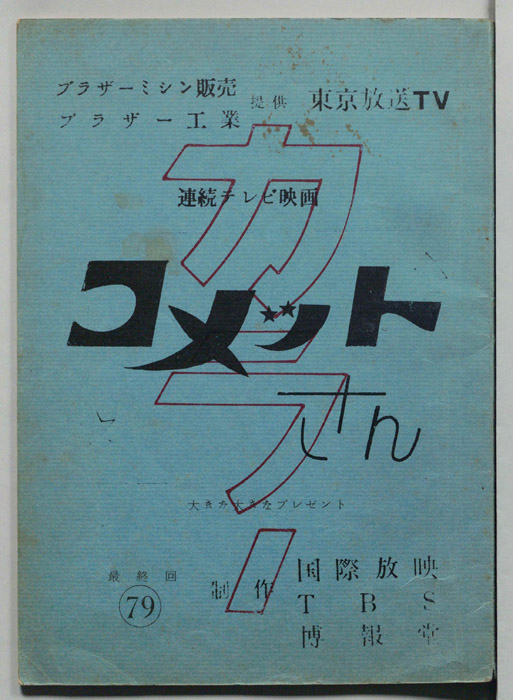 ブラザーミシン販売
ブラザー工業
提供
東京放送TV
連続テレビ映画
カラー
コメットさん
大きな大きなプレゼント
最終回
79
制作
国際放映
TBS
博報堂